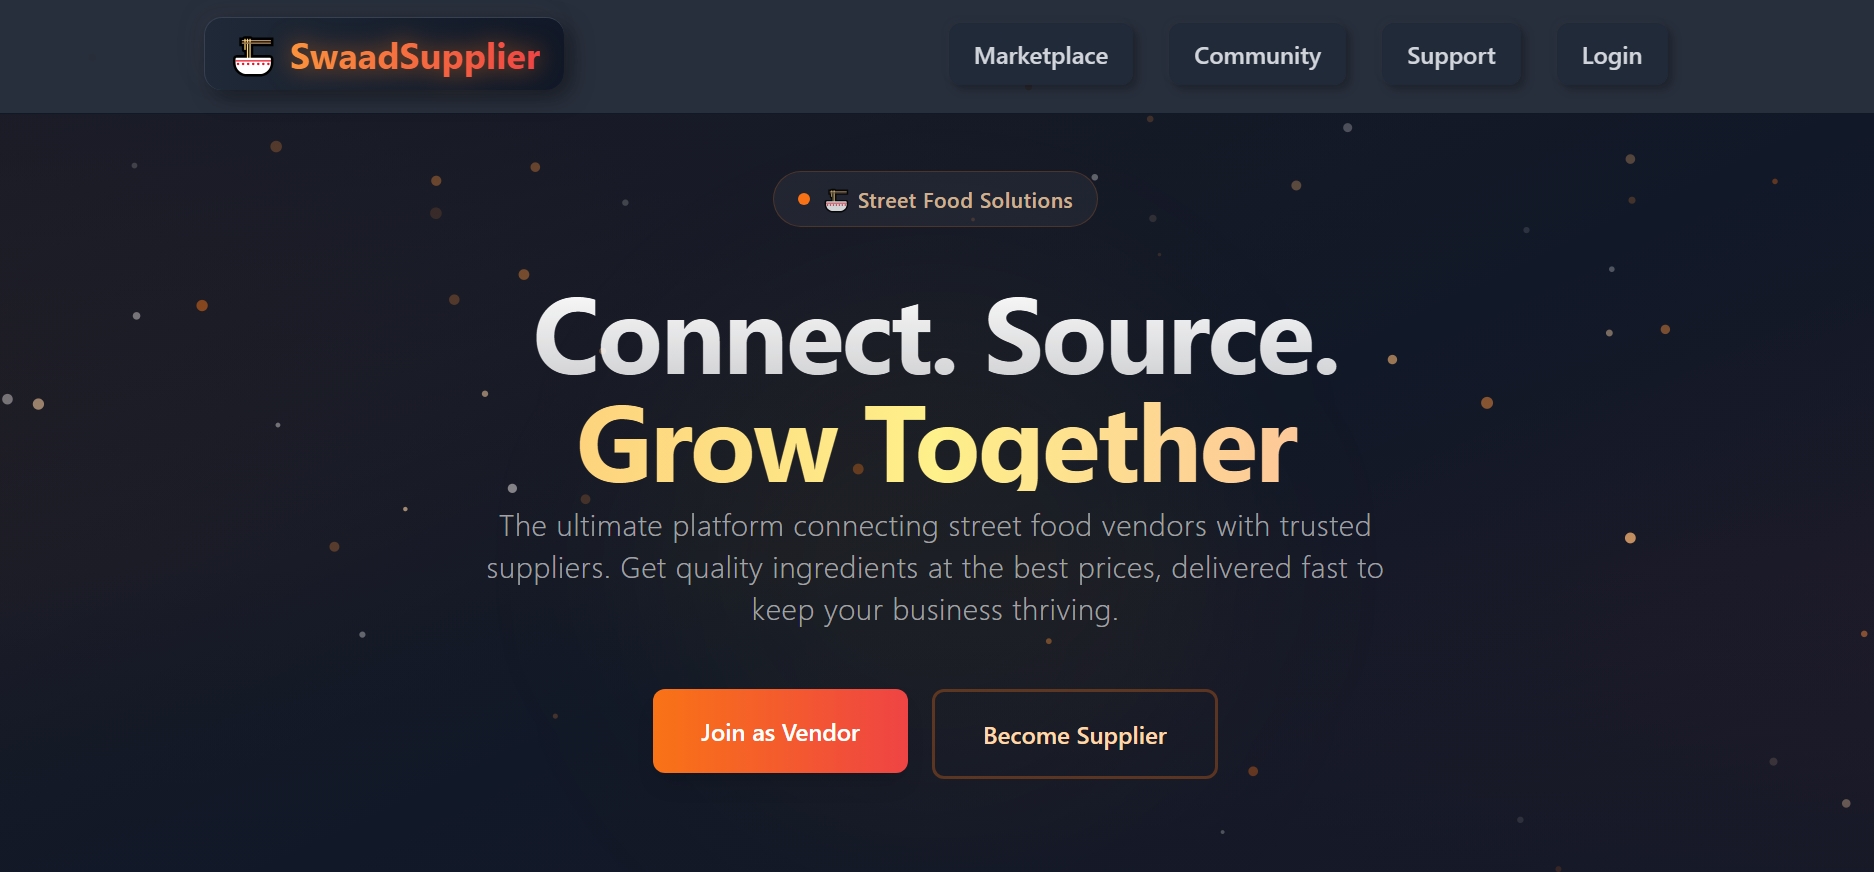 SwaadSupplier
Marketplace
Community
Support
Login
Street Food Solutions
Connect. Source.
Grow Together
The ultimate platform connecting street food vendors with trusted
suppliers. Get quality ingredients at the best prices, delivered fast to
keep your business thriving.
Join as Vendor
Become Supplier